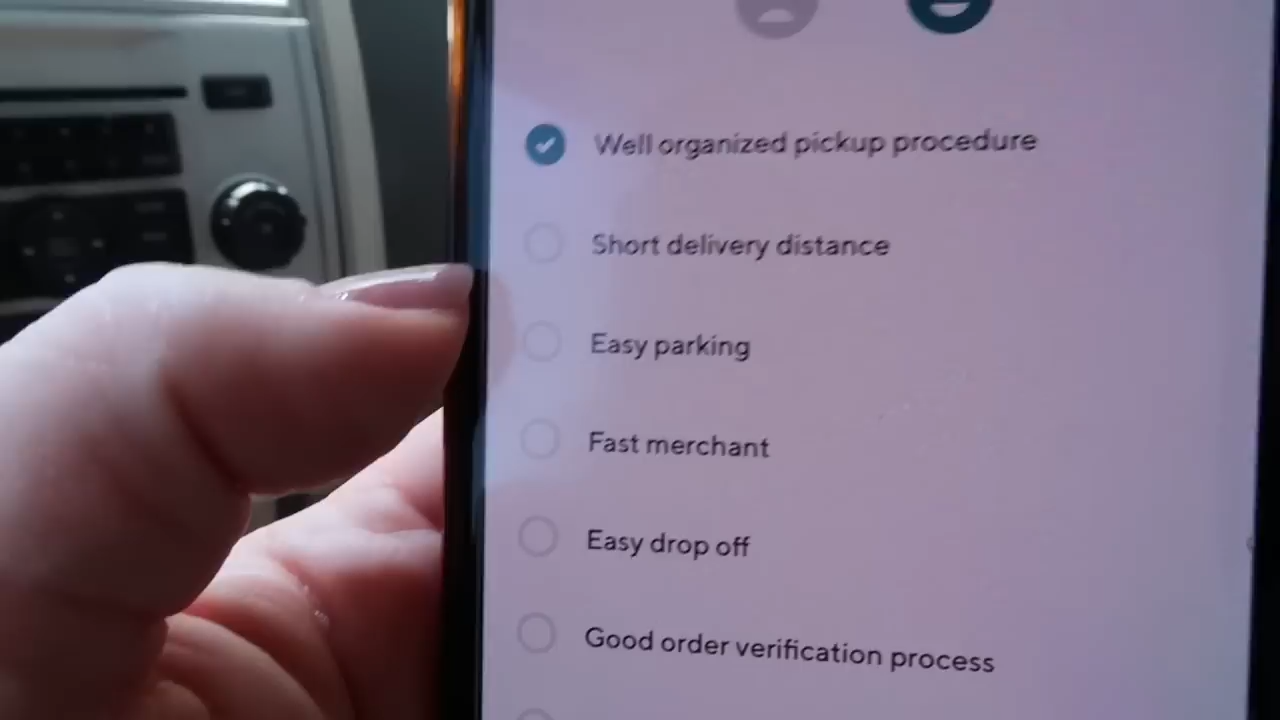 Well organized pickup procedure
Short delivery distance
Easy parking
Fast merchant
Easy drop off
Good order verification process